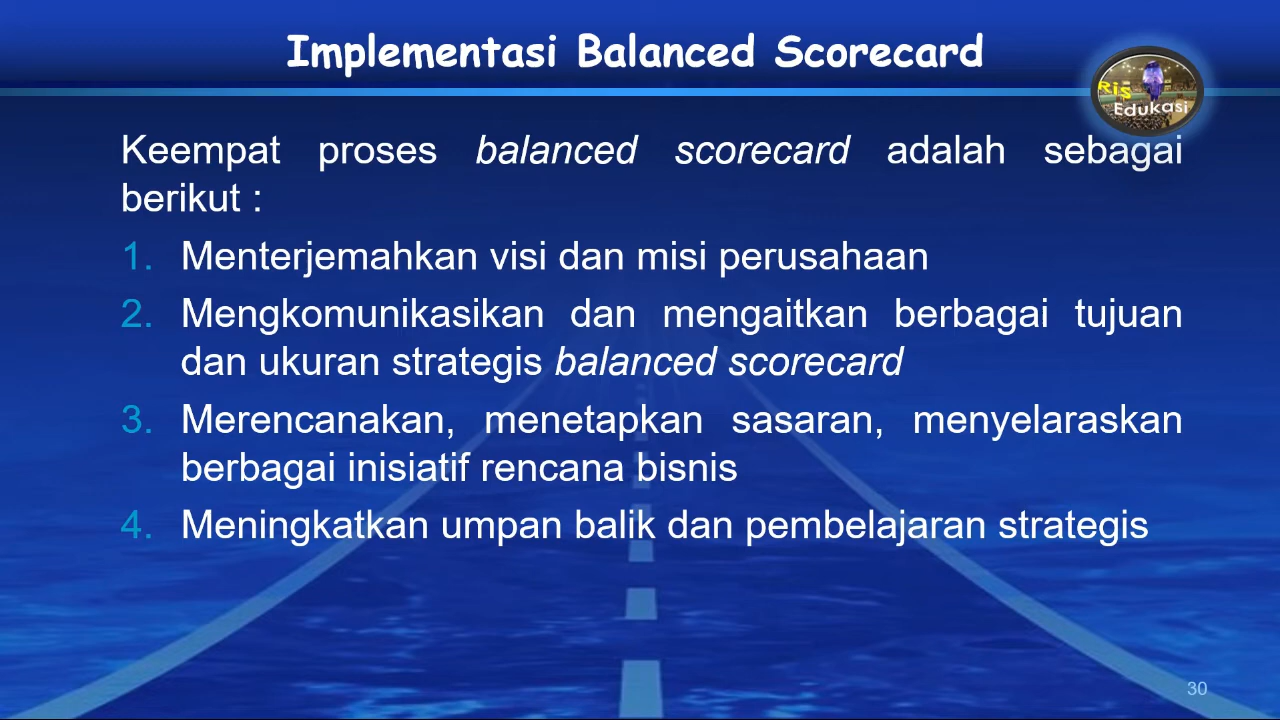 Implementasi Balanced Scorecard
Ris
Edukasi
Keempat proses balanced scorecard adalah sebagai
berikut :
1. Menterjemahkan visi dan misi perusahaan
2. Mengkomunikasikan dan mengaitkan berbagai tujuan
dan ukuran strategis balanced scorecard
3. Merencanakan, menetapkan sasaran, menyelaraskan
berbagai inisiatif rencana bisnis
4. Meningkatkan umpan balik dan pembelajaran strategis
30